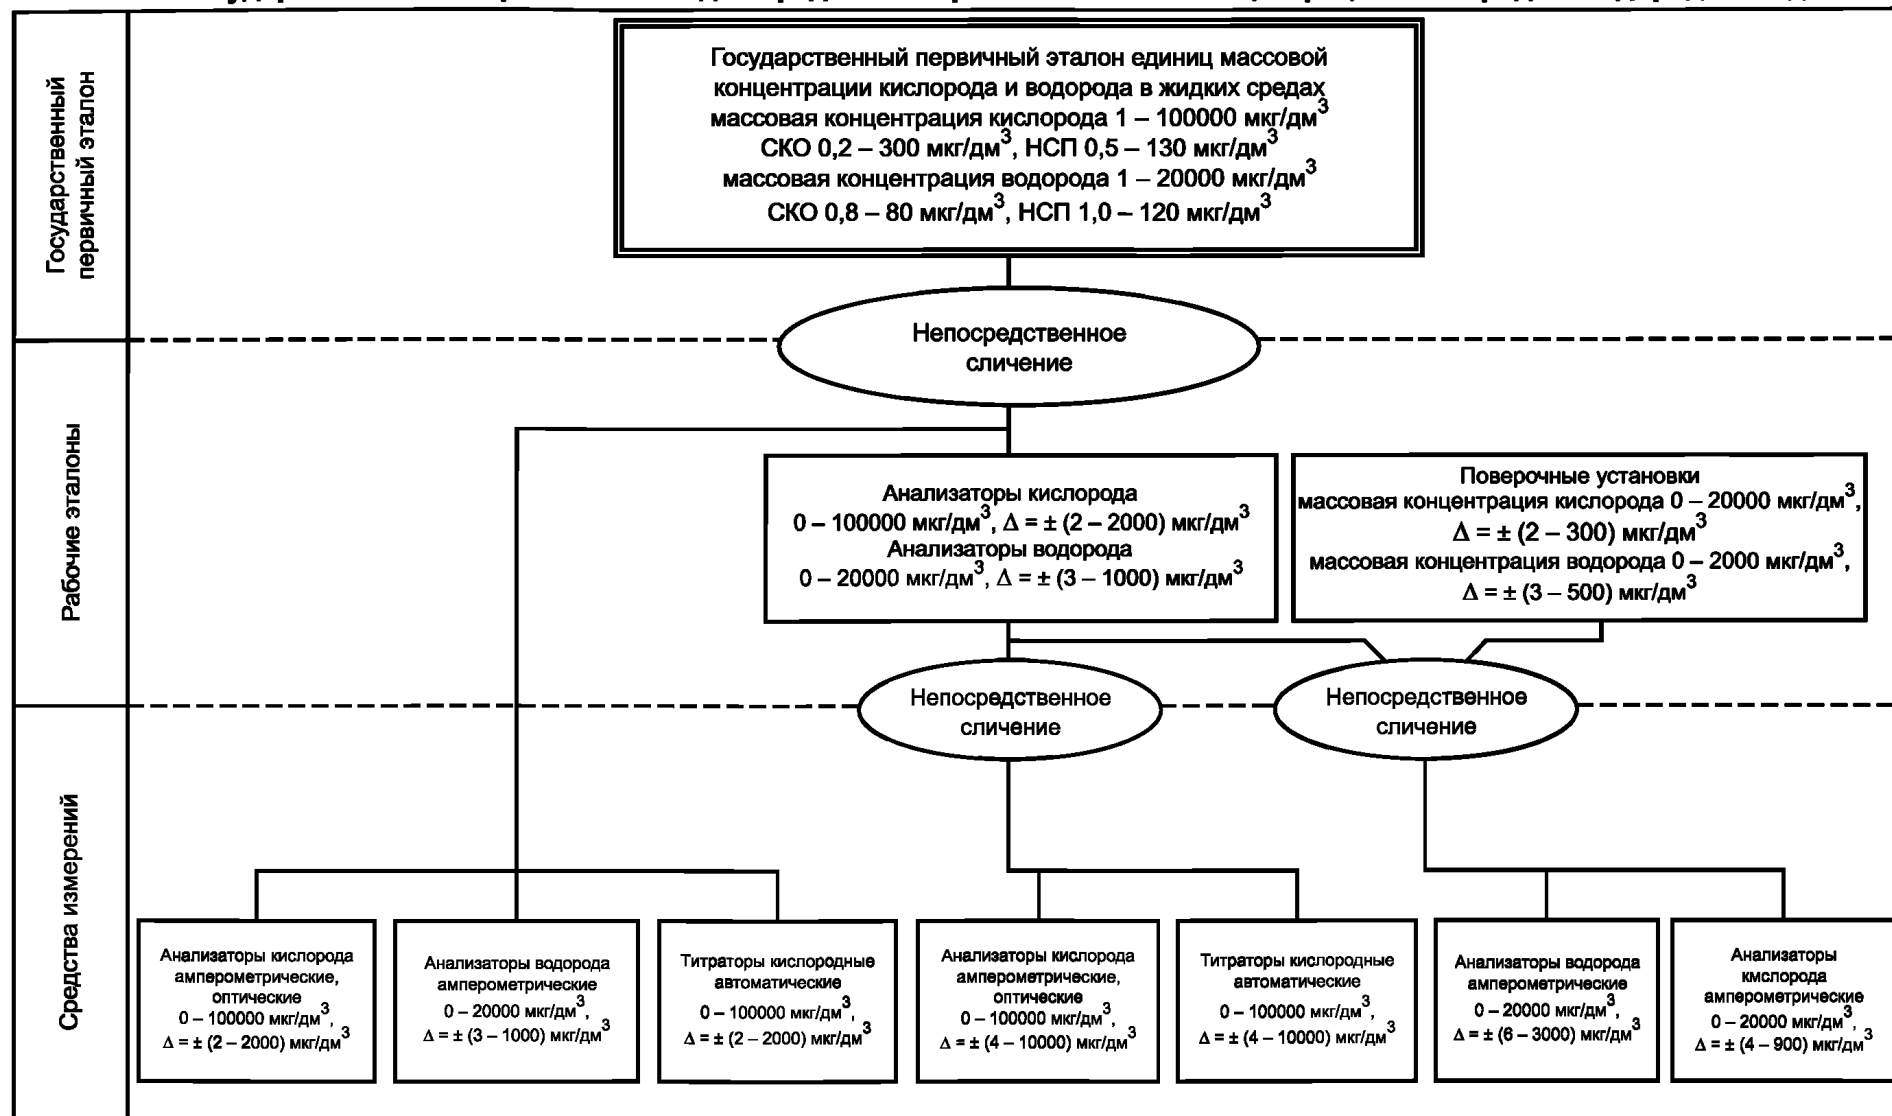 Государственный
первичный эталон
Государственный первичный эталон единиц массовой
концентрации кислорода и водорода в жидких средах
массовая концентрация кислорода 1 – 100000 мкг/дм³
СКО 0,2 – 300 мкг/дм³, НСП 0,5 – 130 мкг/дм³
массовая концентрация водорода 1 – 20000 мкг/дм³
СКО 0,8 – 80 мкг/дм³, НСП 1,0 – 120 мкг/дм³
Непосредственное
сличение
Рабочие эталоны
Анализаторы кислорода
0 – 100000 мкг/дм³, Δ = ± (2 – 2000) мкг/дм³
Анализаторы водорода
0 – 20000 мкг/дм³, Δ = ± (3 – 1000) мкг/дм³
Поверочные установки
массовая концентрация кислорода 0 – 20000 мкг/дм³,
Δ = ± (2 – 300) мкг/дм³
массовая концентрация водорода 0 – 2000 мкг/дм³,
Δ = ± (3 – 500) мкг/дм³
Непосредственное
сличение
Непосредственное
сличение
Средства измерений
Анализаторы кислорода
амперометрические,
оптические
0 – 100000 мкг/дм³,
Δ = ± (2 – 2000) мкг/дм³
Анализаторы водорода
амперометрические
0 – 20000 мкг/дм³,
Δ = ± (3 – 1000) мкг/дм³
Титраторы кислородные
автоматические
0 – 100000 мкг/дм³,
Δ = ± (2 – 2000) мкг/дм³
Анализаторы кислорода
амперометрические,
оптические
0 – 100000 мкг/дм³,
Δ = ± (4 – 10000) мкг/дм³
Титраторы кислородные
автоматические
0 – 100000 мкг/дм³,
Δ = ± (4 – 10000) мкг/дм³
Анализаторы водорода
амперометрические
0 – 20000 мкг/дм³,
Δ = ± (6 – 3000) мкг/дм³
Анализаторы
кмслорода
амперометрические
0 – 20000 мкг/дм³,
Δ = ± (4 – 900) мкг/дм³